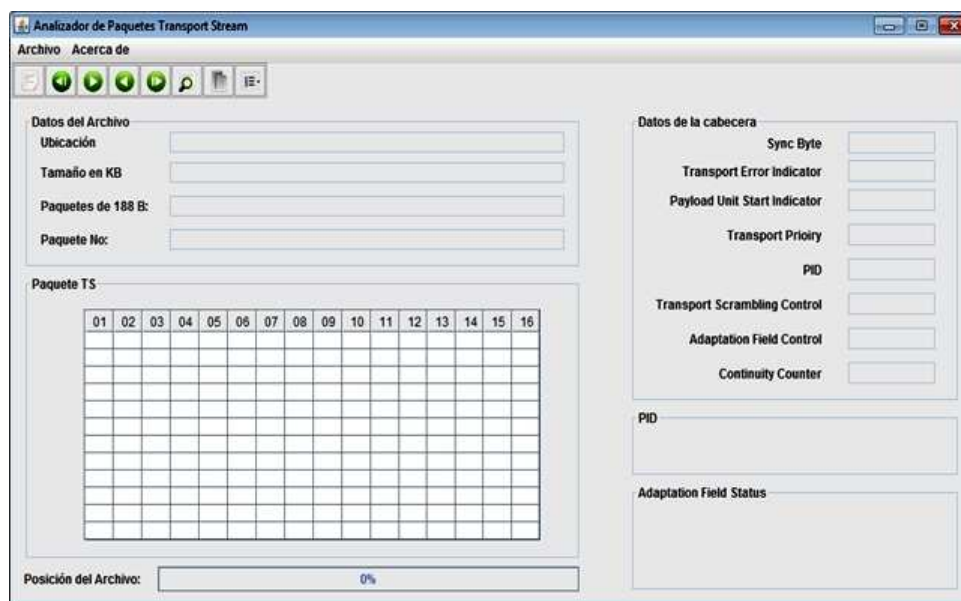 Analizador de Paquetes Transport Stream
Archivo Acerca de
Datos del Archivo
Ubicación
Tamaño en KB
Paquetes de 188 B:
Paquete No:
Paquete TS
01 02 03 04 05 06 07 08 09 10 11 12 13 14 15 16
Posición del Archivo: 0%
Datos de la cabecera
Sync Byte
Transport Error Indicator
Payload Unit Start Indicator
Transport Prioiry
PID
Transport Scrambling Control
Adaptation Field Control
Continuity Counter
PID
Adaptation Field Status